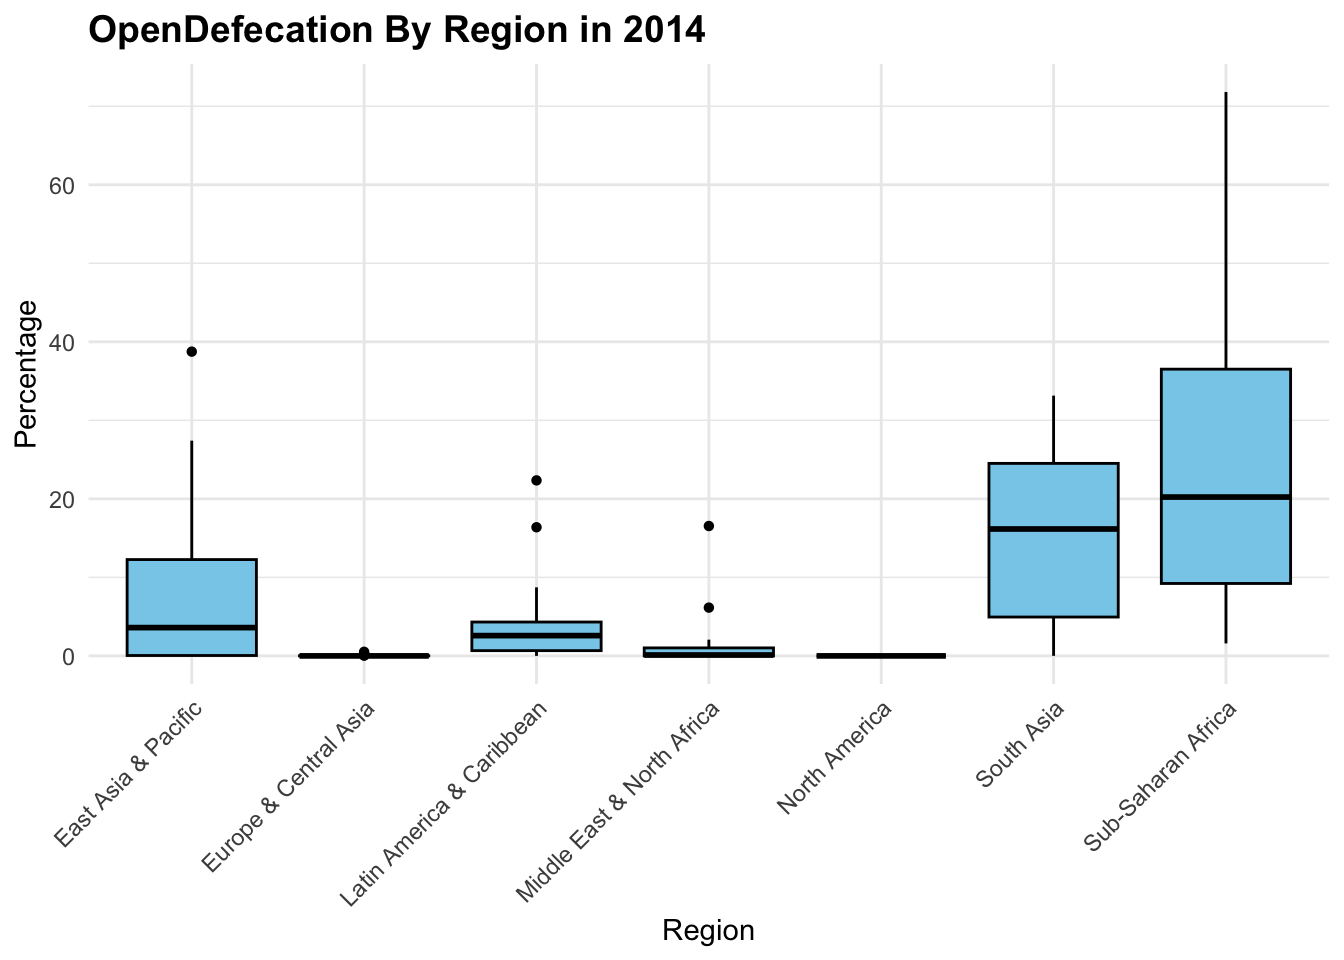 OpenDefecation By Region in 2014
Percentage
60
40
20
0
East Asia & Pacific
Europe & Central Asia
Latin America & Caribbean
Middle East & North Africa
North America
South Asia
Sub-Saharan Africa
Region